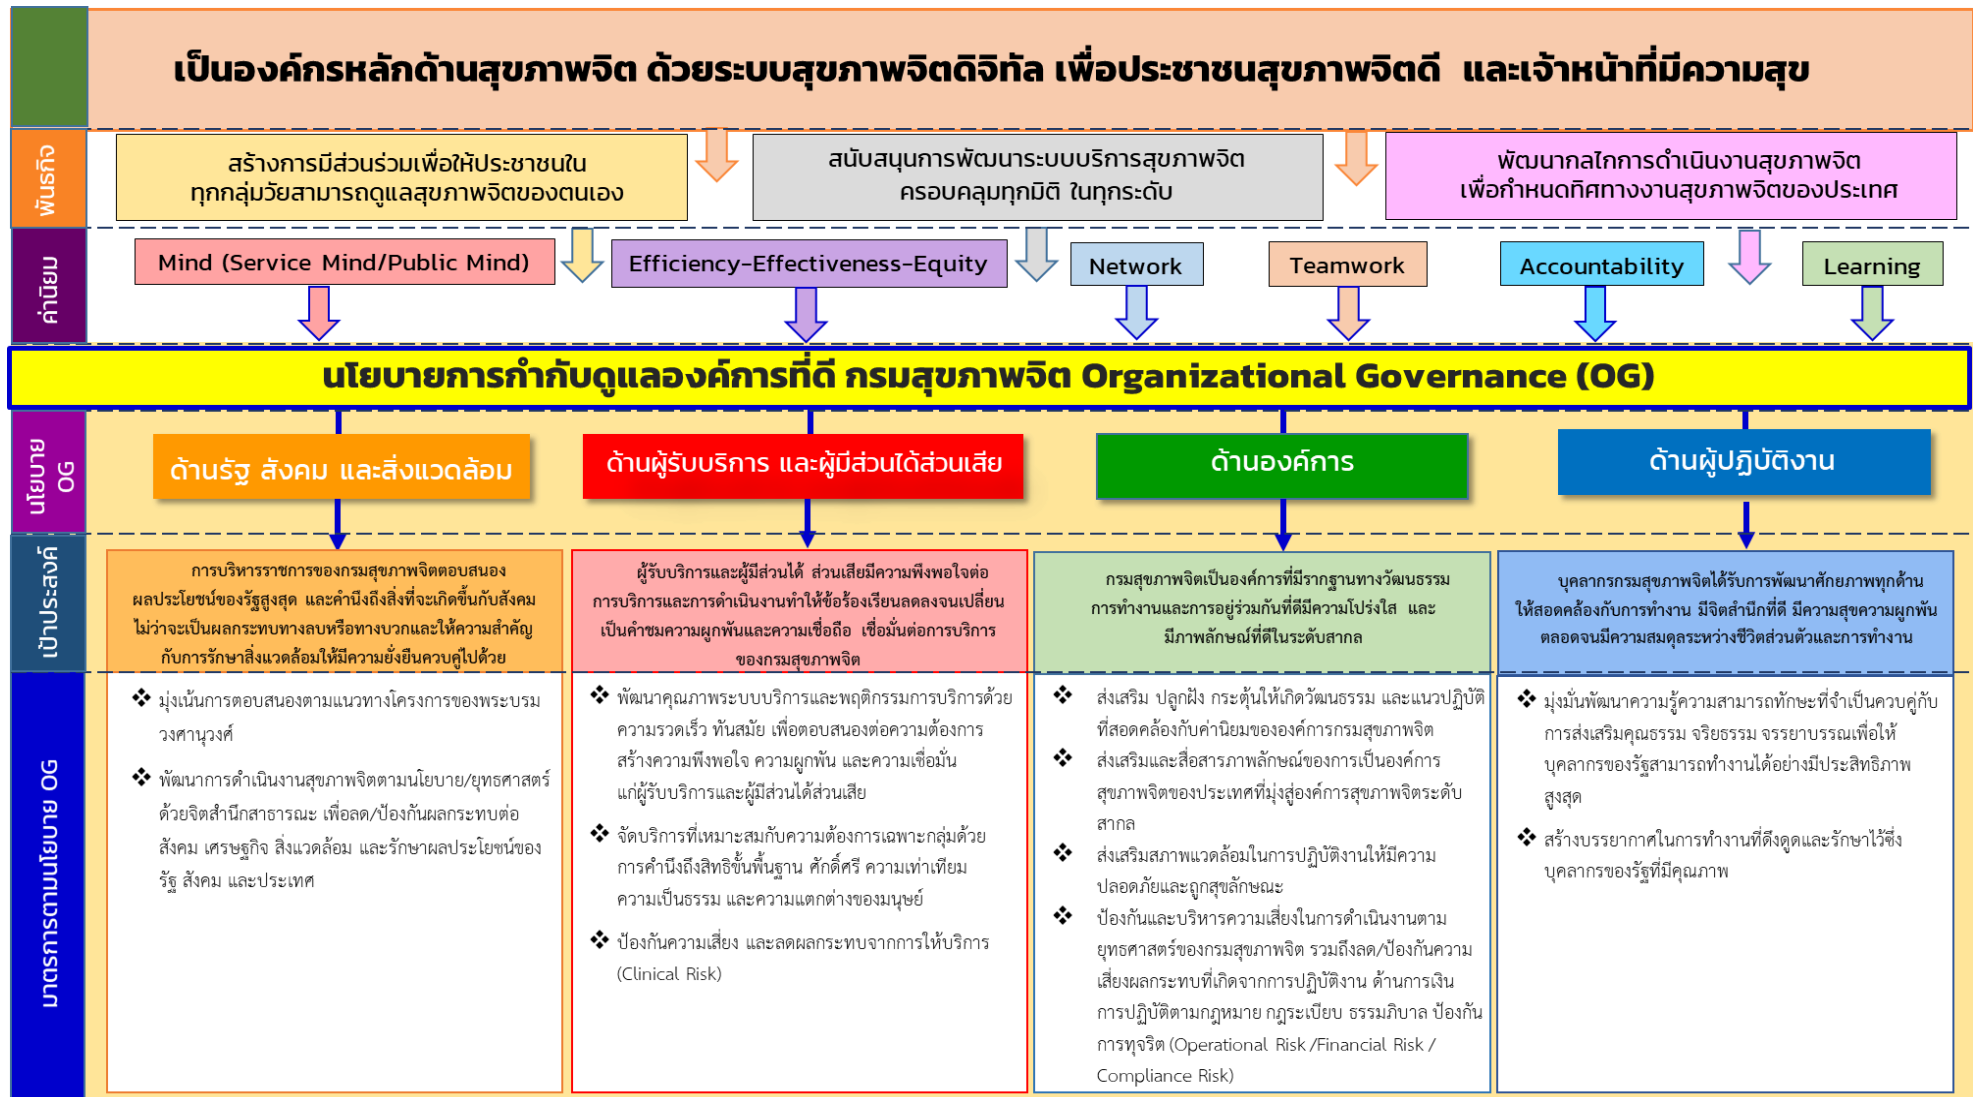 เป็นองค์กรหลักด้านสุขภาพจิต ด้วยระบบสุขภาพจิตดิจิทัล เพื่อประชาชนสุขภาพจิตดี และเจ้าหน้าที่มีความสุข
พันธกิจ
สร้างการมีส่วนร่วมเพื่อให้ประชาชนใน
ทุกกลุ่มวัยสามารถดูแลสุขภาพจิตของตนเอง
สนับสนุนการพัฒนาระบบบริการสุขภาพจิต
ครอบคลุมทุกมิติ ในทุกระดับ
พัฒนากลไกการดำเนินงานสุขภาพจิต
เพื่อกำหนดทิศทางงานสุขภาพจิตของประเทศ
ค่านิยม
Mind (Service Mind/Public Mind)
Efficiency-Effectiveness-Equity
Network
Teamwork
Accountability
Learning
นโยบายการกำกับดูแลองค์การที่ดี กรมสุขภาพจิต Organizational Governance (OG)
นโยบาย
OG
ด้านรัฐ สังคม และสิ่งแวดล้อม
ด้านผู้รับบริการ และผู้มีส่วนได้ส่วนเสีย
ด้านองค์การ
ด้านผู้ปฏิบัติงาน
เป้าประสงค์
การบริหารราชการของกรมสุขภาพจิตตอบสนอง
ผลประโยชน์ของรัฐสูงสุด และคำนึงถึงสิ่งที่จะเกิดขึ้นกับสังคม
ไม่ว่าจะเป็นผลกระทบทางลบหรือทางบวกและให้ความสำคัญ
กับการรักษาสิ่งแวดล้อมให้มีความยั่งยืนควบคู่ไปด้วย
ผู้รับบริการและผู้มีส่วนได้ ส่วนเสียมีความพึงพอใจต่อ
การบริการและการดำเนินงานทำให้ข้อร้องเรียนลดลงจนเปลี่ยน
เป็นคำชมความผูกพันและความเชื่อถือ เชื่อมั่นต่อการบริการ
ของกรมสุขภาพจิต
กรมสุขภาพจิตเป็นองค์การที่มีรากฐานทางวัฒนธรรม
การทำงานและการอยู่ร่วมกันที่ดีมีความโปร่งใส และ
มีภาพลักษณ์ที่ดีในระดับสากล
บุคลากรกรมสุขภาพจิตได้รับการพัฒนาศักยภาพทุกด้าน
ให้สอดคล้องกับการทำงาน มีจิตสำนึกที่ดี มีความสุขความผูกพัน
ตลอดจนมีความสมดุลระหว่างชีวิตส่วนตัวและการทำงาน
มาตรการตามนโยบาย OG
❖ มุ่งเน้นการตอบสนองตามแนวทางโครงการของพระบรม
วงศานุวงศ์
❖ พัฒนาการดำเนินงานสุขภาพจิตตามนโยบาย/ยุทธศาสตร์
ด้วยจิตสำนึกสาธารณะ เพื่อลด/ป้องกันผลกระทบต่อ
สังคม เศรษฐกิจ สิ่งแวดล้อม และรักษาผลประโยชน์ของ
รัฐ สังคม และประเทศ
❖ พัฒนาคุณภาพระบบบริการและพฤติกรรมการบริการด้วย
ความรวดเร็ว ทันสมัย เพื่อตอบสนองต่อความต้องการ
สร้างความพึงพอใจ ความผูกพัน และความเชื่อมั่น
แก่ผู้รับบริการและผู้มีส่วนได้ส่วนเสีย
❖ จัดบริการที่เหมาะสมกับความต้องการเฉพาะกลุ่มด้วย
การคำนึงถึงสิทธิขั้นพื้นฐาน ศักดิ์ศรี ความเท่าเทียม
ความเป็นธรรม และความแตกต่างของมนุษย์
❖ ป้องกันความเสี่ยง และลดผลกระทบจากการให้บริการ
(Clinical Risk)
❖ ส่งเสริม ปลูกฝัง กระตุ้นให้เกิดวัฒนธรรม และแนวปฏิบัติ
ที่สอดคล้องกับค่านิยมขององค์การกรมสุขภาพจิต
❖ ส่งเสริมและสื่อสารภาพลักษณ์ของการเป็นองค์การ
สุขภาพจิตของประเทศที่มุ่งสู่องค์การสุขภาพจิตระดับ
สากล
❖ ส่งเสริมสภาพแวดล้อมในการปฏิบัติงานให้มีความ
ปลอดภัยและถูกสุขลักษณะ
❖ ป้องกันและบริหารความเสี่ยงในการดำเนินงานตาม
ยุทธศาสตร์ของกรมสุขภาพจิต รวมถึงลด/ป้องกันความ
เสี่ยงผลกระทบที่เกิดจากการปฏิบัติงาน ด้านการเงิน
การปฏิบัติตามกฎหมาย กฎระเบียบ ธรรมภิบาล ป้องกัน
การทุจริต (Operational Risk /Financial Risk /
Compliance Risk)
❖ มุ่งมั่นพัฒนาความรู้ความสามารถทักษะที่จำเป็นควบคู่กับ
การส่งเสริมคุณธรรม จริยธรรม จรรยาบรรณเพื่อให้
บุคลากรของรัฐสามารถทำงานได้อย่างมีประสิทธิภาพ
สูงสุด
❖ สร้างบรรยากาศในการทำงานที่ดึงดูดและรักษาไว้ซึ่ง
บุคลากรของรัฐที่มีคุณภาพ